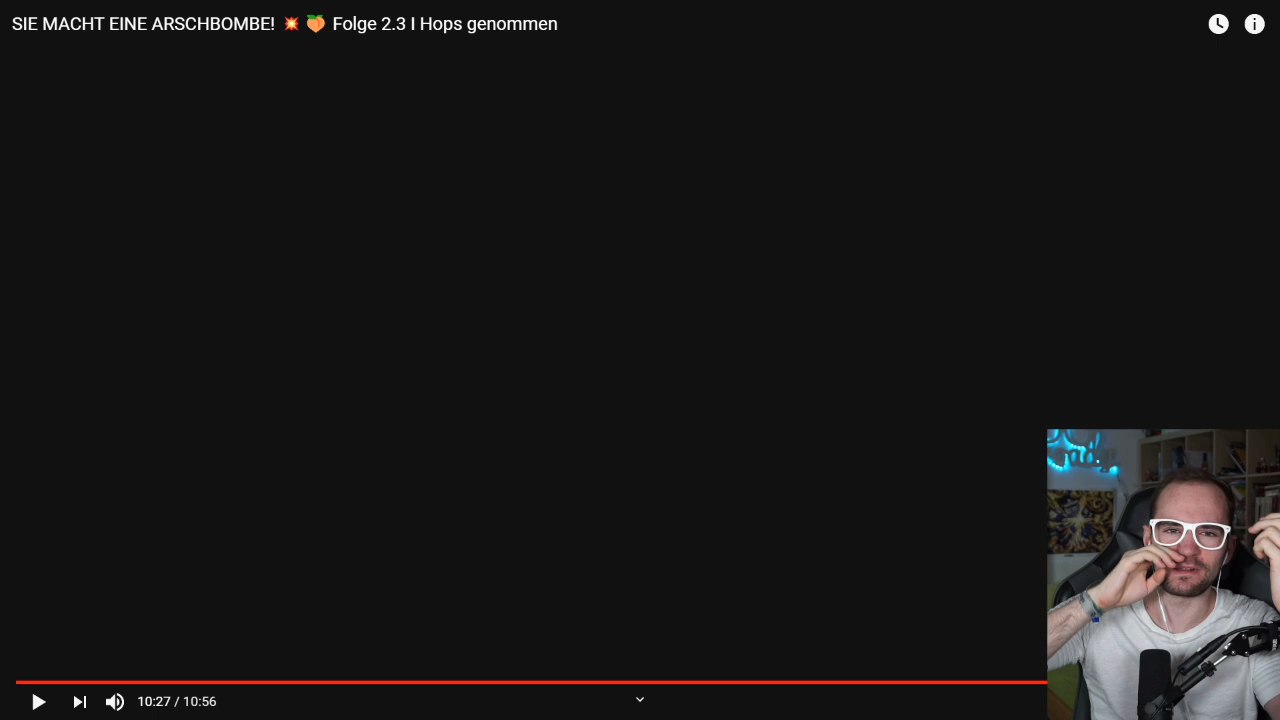 SIE MACHT EINE ARSCHBOMBE! 💥 🍑 Folge 2.3 I Hops genommen
10:27 / 10:56